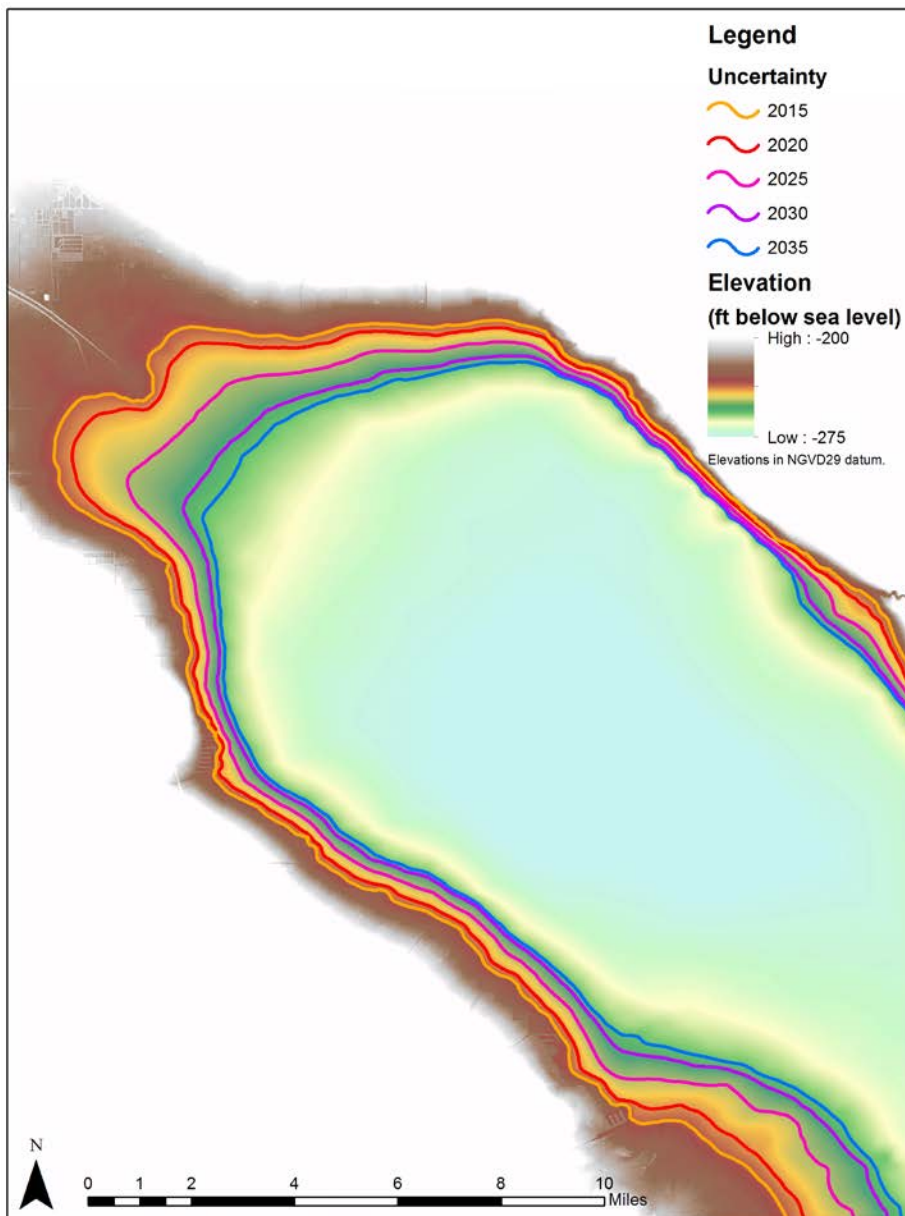 Legend
Uncertainty
2015
2020
2025
2030
2035
Elevation
(ft below sea level)
High : -200
Low : -275
Elevations in NGVD29 datum.
N
0 1 2 4 6 8 10
Miles